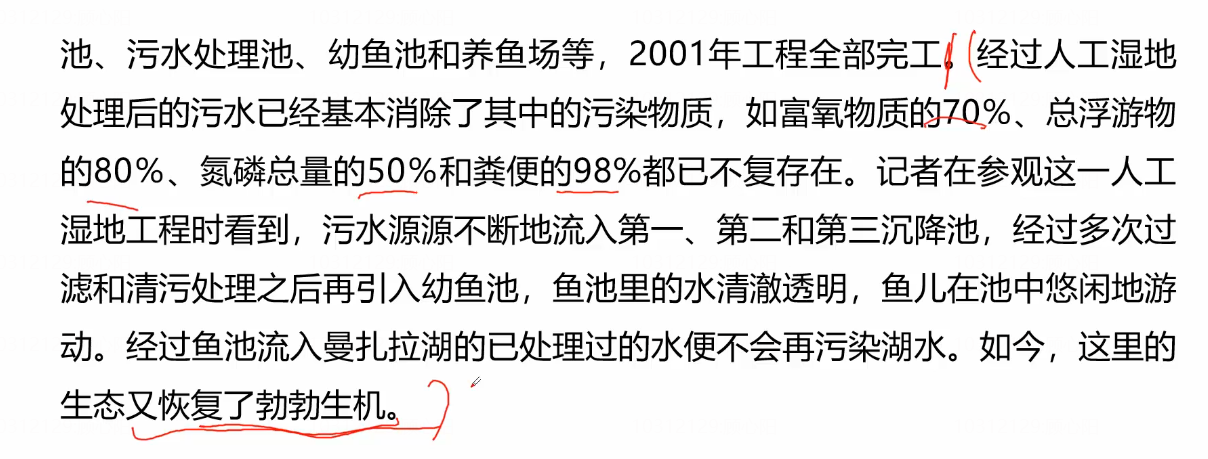 池、污水处理池、幼鱼池和养鱼场等，2001年工程全部完工。经过人工湿地
处理后的污水已经基本消除了其中的污染物质，如富氧物质的70%、总浮游物
的80%、氮磷总量的50%和粪便的98%都已不复存在。记者在参观这一人工
湿地工程时看到，污水源源不断地流入第一、第二和第三沉降池，经过多次过
滤和清污处理之后再引入幼鱼池，鱼池里的水清澈透明，鱼儿在池中悠闲地游
动。经过鱼池流入曼扎拉湖的已处理过的水便不会再污染湖水。如今，这里的
生态又恢复了勃勃生机。